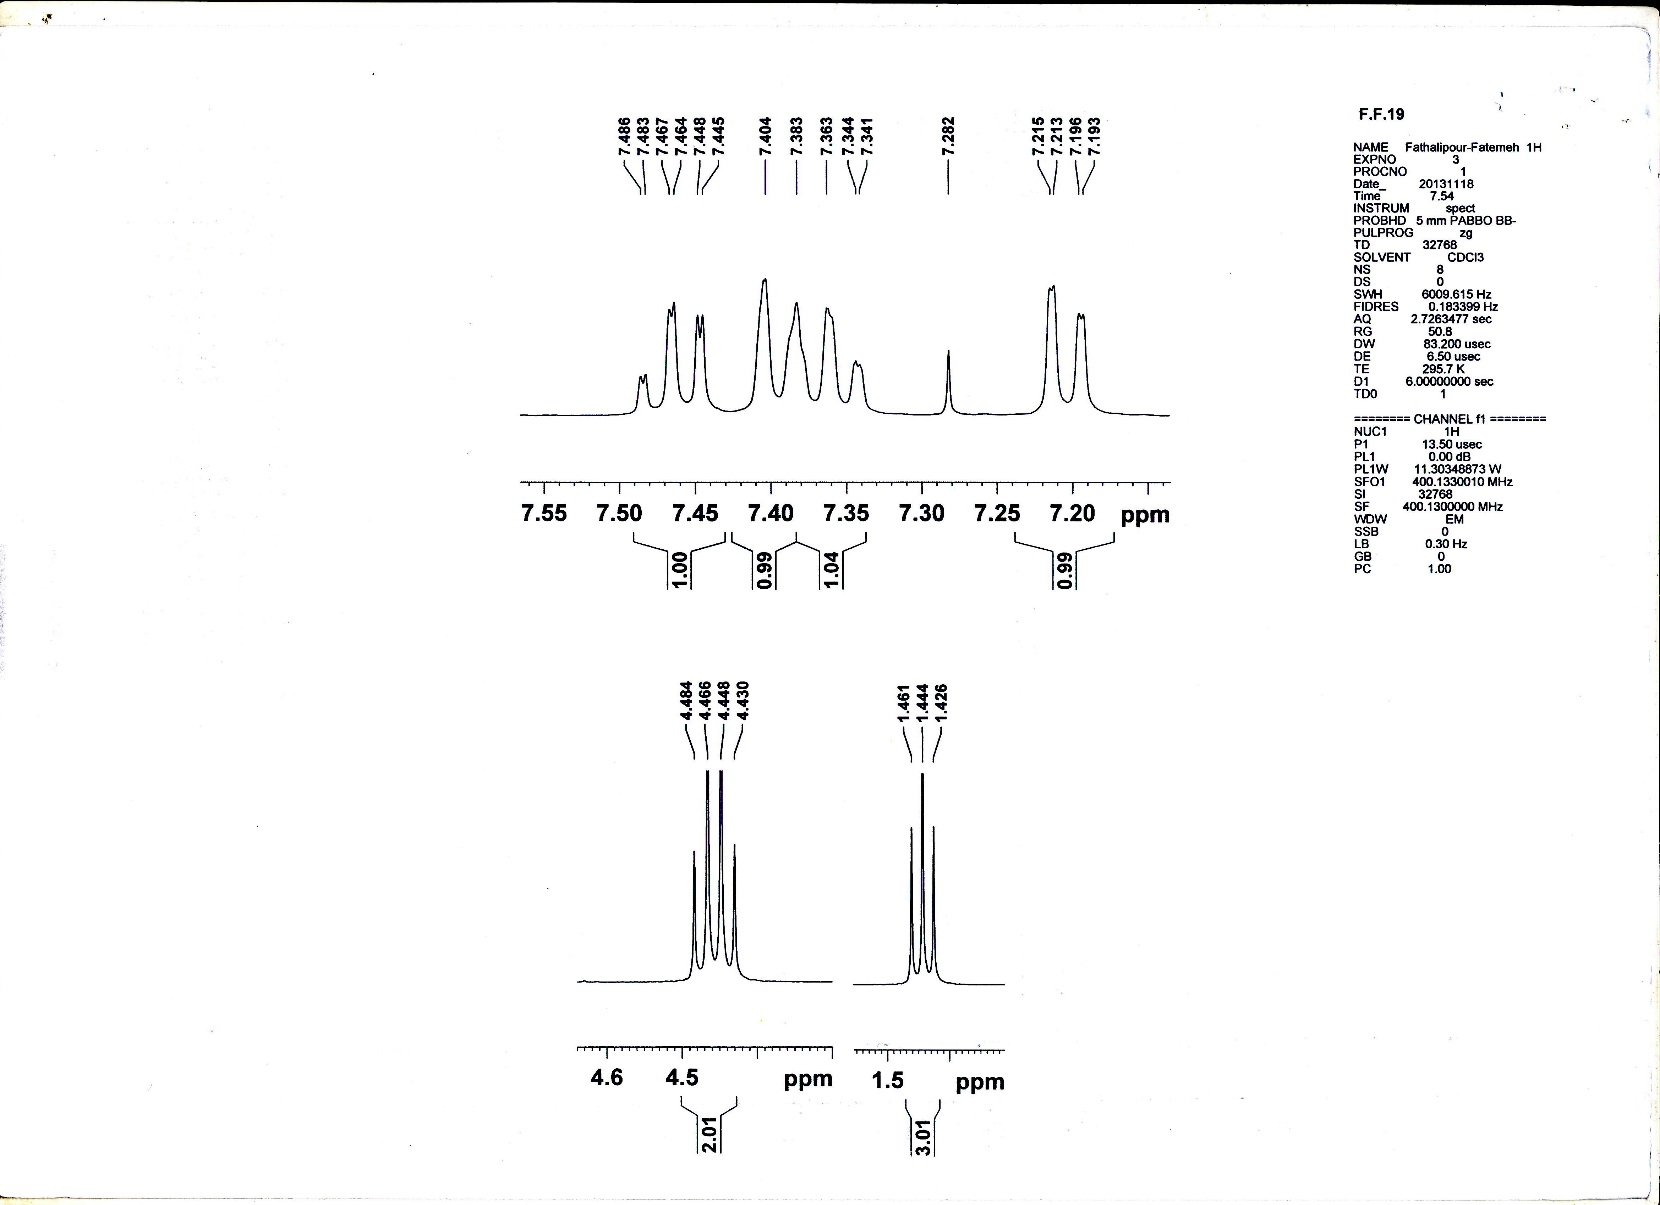 F.F.19
NAME Fathalipour-Fatemeh 1H
EXPNO 3
PROCNO 1
Date_ 20131118
Time 7.54
INSTRUM spect
PROBHD 5 mm PABBO BB-
PULPROG zg
TD 32768
SOLVENT CDCl3
NS 8
DS 0
SWH 6009.615 Hz
FIDRES 0.183399 Hz
AQ 2.7263477 sec
RG 50.8
DW 83.200 usec
DE 6.50 usec
TE 295.7 K
D1 6.00000000 sec
TD0 1
======== CHANNEL f1 ========
NUC1 1H
P1 13.50 usec
PL1 0.00 dB
PL1W 11.30348873 W
SFO1 400.1330010 MHz
SI 32768
SF 400.1300000 MHz
WDW EM
SSB 0
LB 0.30 Hz
GB 0
PC 1.00
7.486
7.483
7.467
7.464
7.448
7.445
7.404
7.383
7.363
7.344
7.341
7.282
7.215
7.213
7.196
7.193
7.55 7.50 7.45 7.40 7.35 7.30 7.25 7.20 ppm
1.00
0.99
1.04
0.99
4.484
4.466
4.448
4.430
1.461
1.444
1.426
4.6 4.5 ppm
1.5 ppm
2.01
3.01